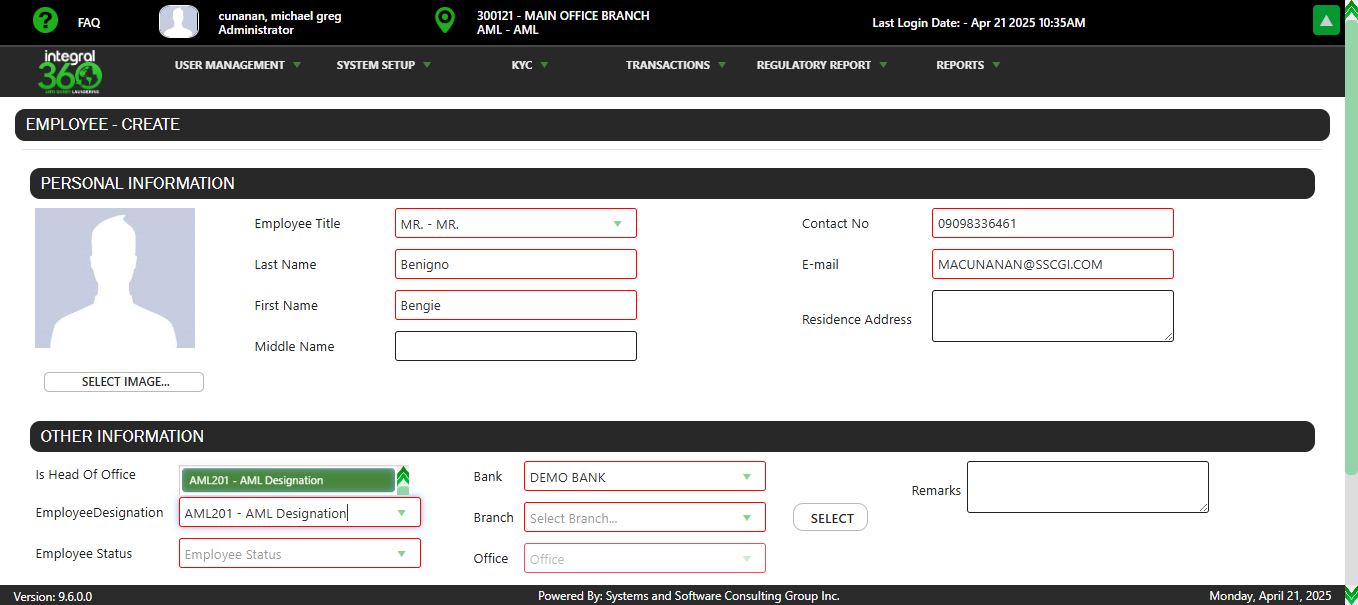 FAQ
cunanan, michael greg
Administrator
300121 - MAIN OFFICE BRANCH
AML - AML
Last Login Date: - Apr 21 2025 10:35AM
integral
360
ANTI-MONEY LAUNDERING
USER MANAGEMENT
SYSTEM SETUP
KYC
TRANSACTIONS
REGULATORY REPORT
REPORTS
EMPLOYEE - CREATE
PERSONAL INFORMATION
Employee Title
MR. - MR.
Contact No
09098336461
Last Name
Benigno
E-mail
MACUNANAN@SSCGI.COM
First Name
Bengie
Residence Address
Middle Name
SELECT IMAGE...
OTHER INFORMATION
Is Head Of Office
AML201 - AML Designation
Bank
DEMO BANK
Remarks
EmployeeDesignation
AML201 - AML Designation
Branch
Select Branch...
SELECT
Employee Status
Employee Status
Office
Office
Version: 9.6.0.0
Powered By: Systems and Software Consulting Group Inc.
Monday, April 21, 2025